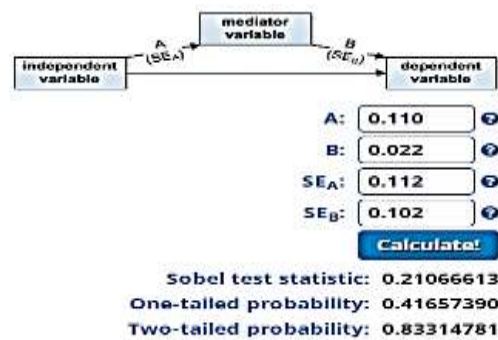 mediator
variable
A
(SEA)
B
(SEB)
independent
variable
dependent
variable
A: 0.110 ?
B: 0.022 ?
SEA: 0.112 ?
SEB: 0.102 ?
Calculate!
Sobel test statistic: 0.21066613
One-tailed probability: 0.41657390
Two-tailed probability: 0.83314781